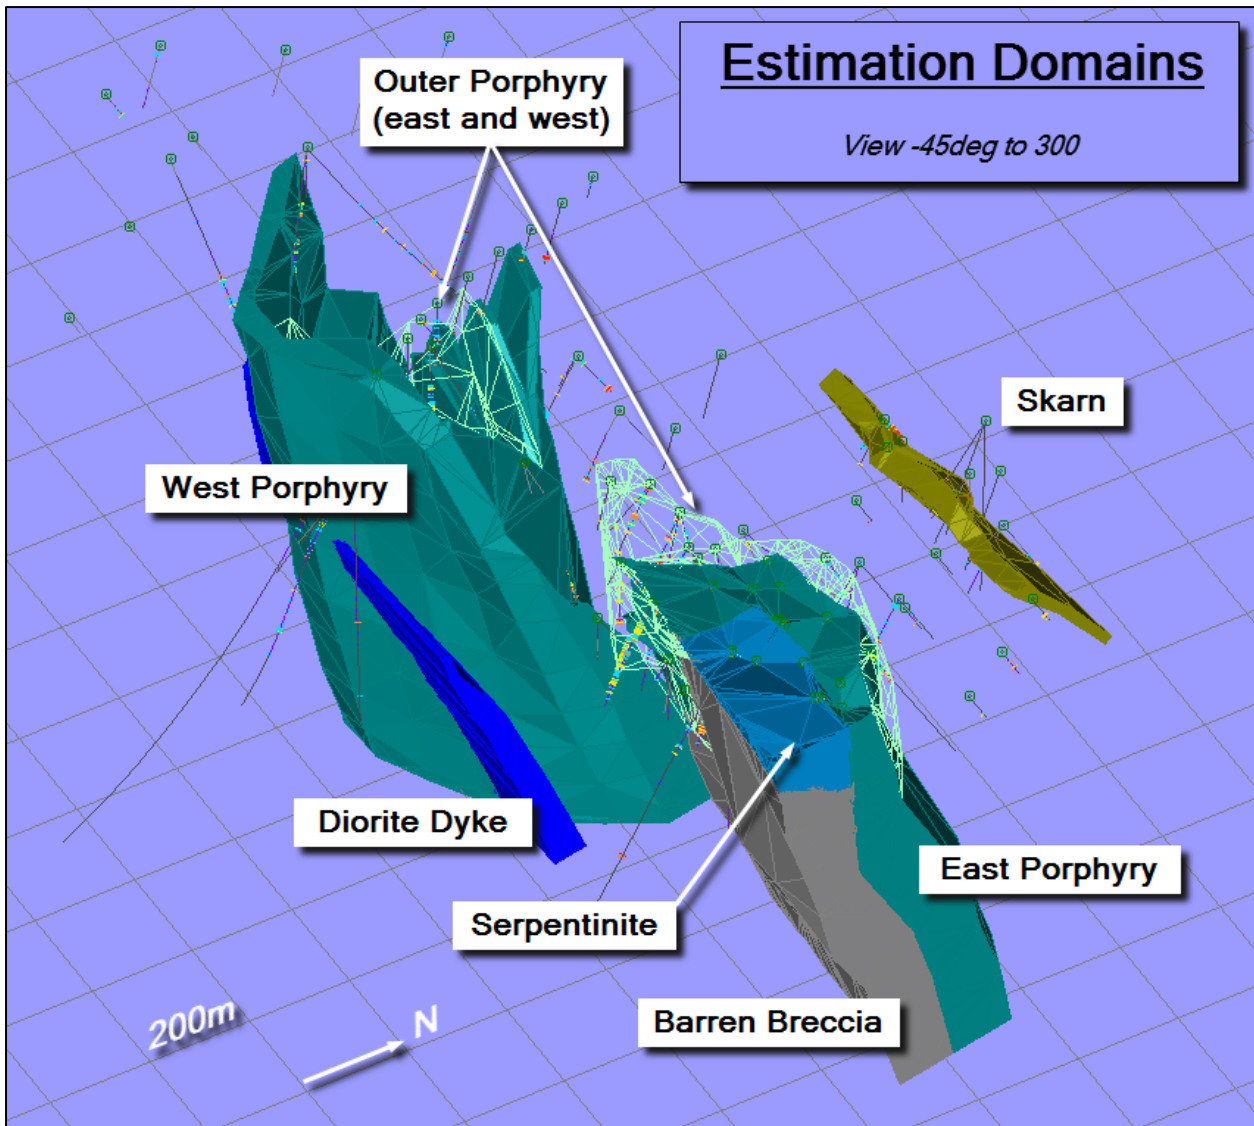 Estimation Domains
View -45deg to 300
Outer Porphyry
(east and west)
Skarn
West Porphyry
Diorite Dyke
East Porphyry
Serpentinite
Barren Breccia
200m
N